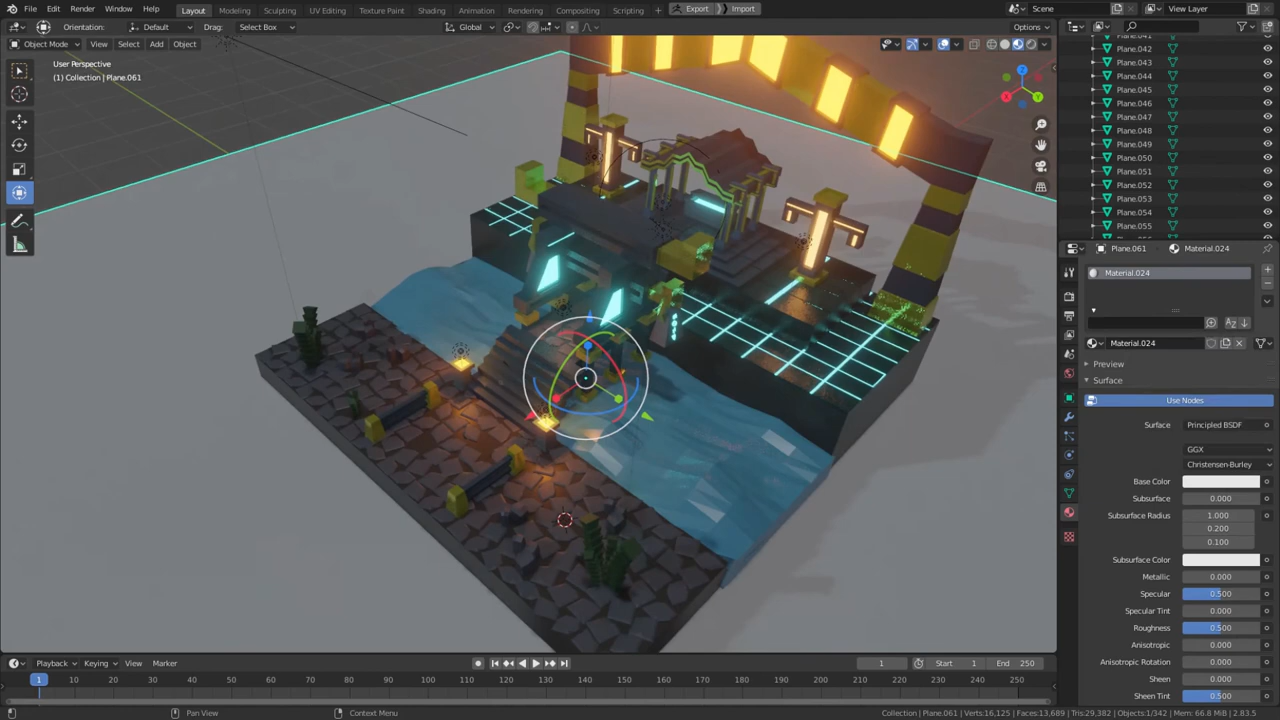 File Edit Render Window Help Layout Modeling Sculpting UV Editing Texture Paint Shading Animation Rendering Compositing Scripting + Export Import Scene View Layer
Orientation: Default Drag: Select Box Global Options
Object Mode View Select Add Object
User Perspective
(1) Collection | Plane.061
X Y Z
Plane.042
Plane.043
Plane.044
Plane.045
Plane.046
Plane.047
Plane.048
Plane.049
Plane.050
Plane.051
Plane.052
Plane.053
Plane.054
Plane.055
Plane.061 Material.024
Material.024
Material.024
Preview
Surface
Use Nodes
Surface Principled BSDF
GGX
Christensen-Burley
Base Color
Subsurface 0.000
Subsurface Radius 1.000
0.200
0.100
Subsurface Color
Metallic 0.000
Specular 0.500
Specular Tint 0.000
Roughness 0.500
Anisotropic 0.000
Anisotropic Rotation 0.000
Sheen 0.000
Sheen Tint 0.500
Playback Keying View Marker 1 Start 1 End 250
1 10 20 30 40 50 60 70 80 90 100 110 120 130 140 150 160 170 180 190 200 210 220 230 240 250
Pan View Context Menu Collection | Plane.061 | Verts:16,125 | Faces:13,689 | Tris:29,382 | Objects:1/342 | Mem: 66.8 MiB | 2.83.5